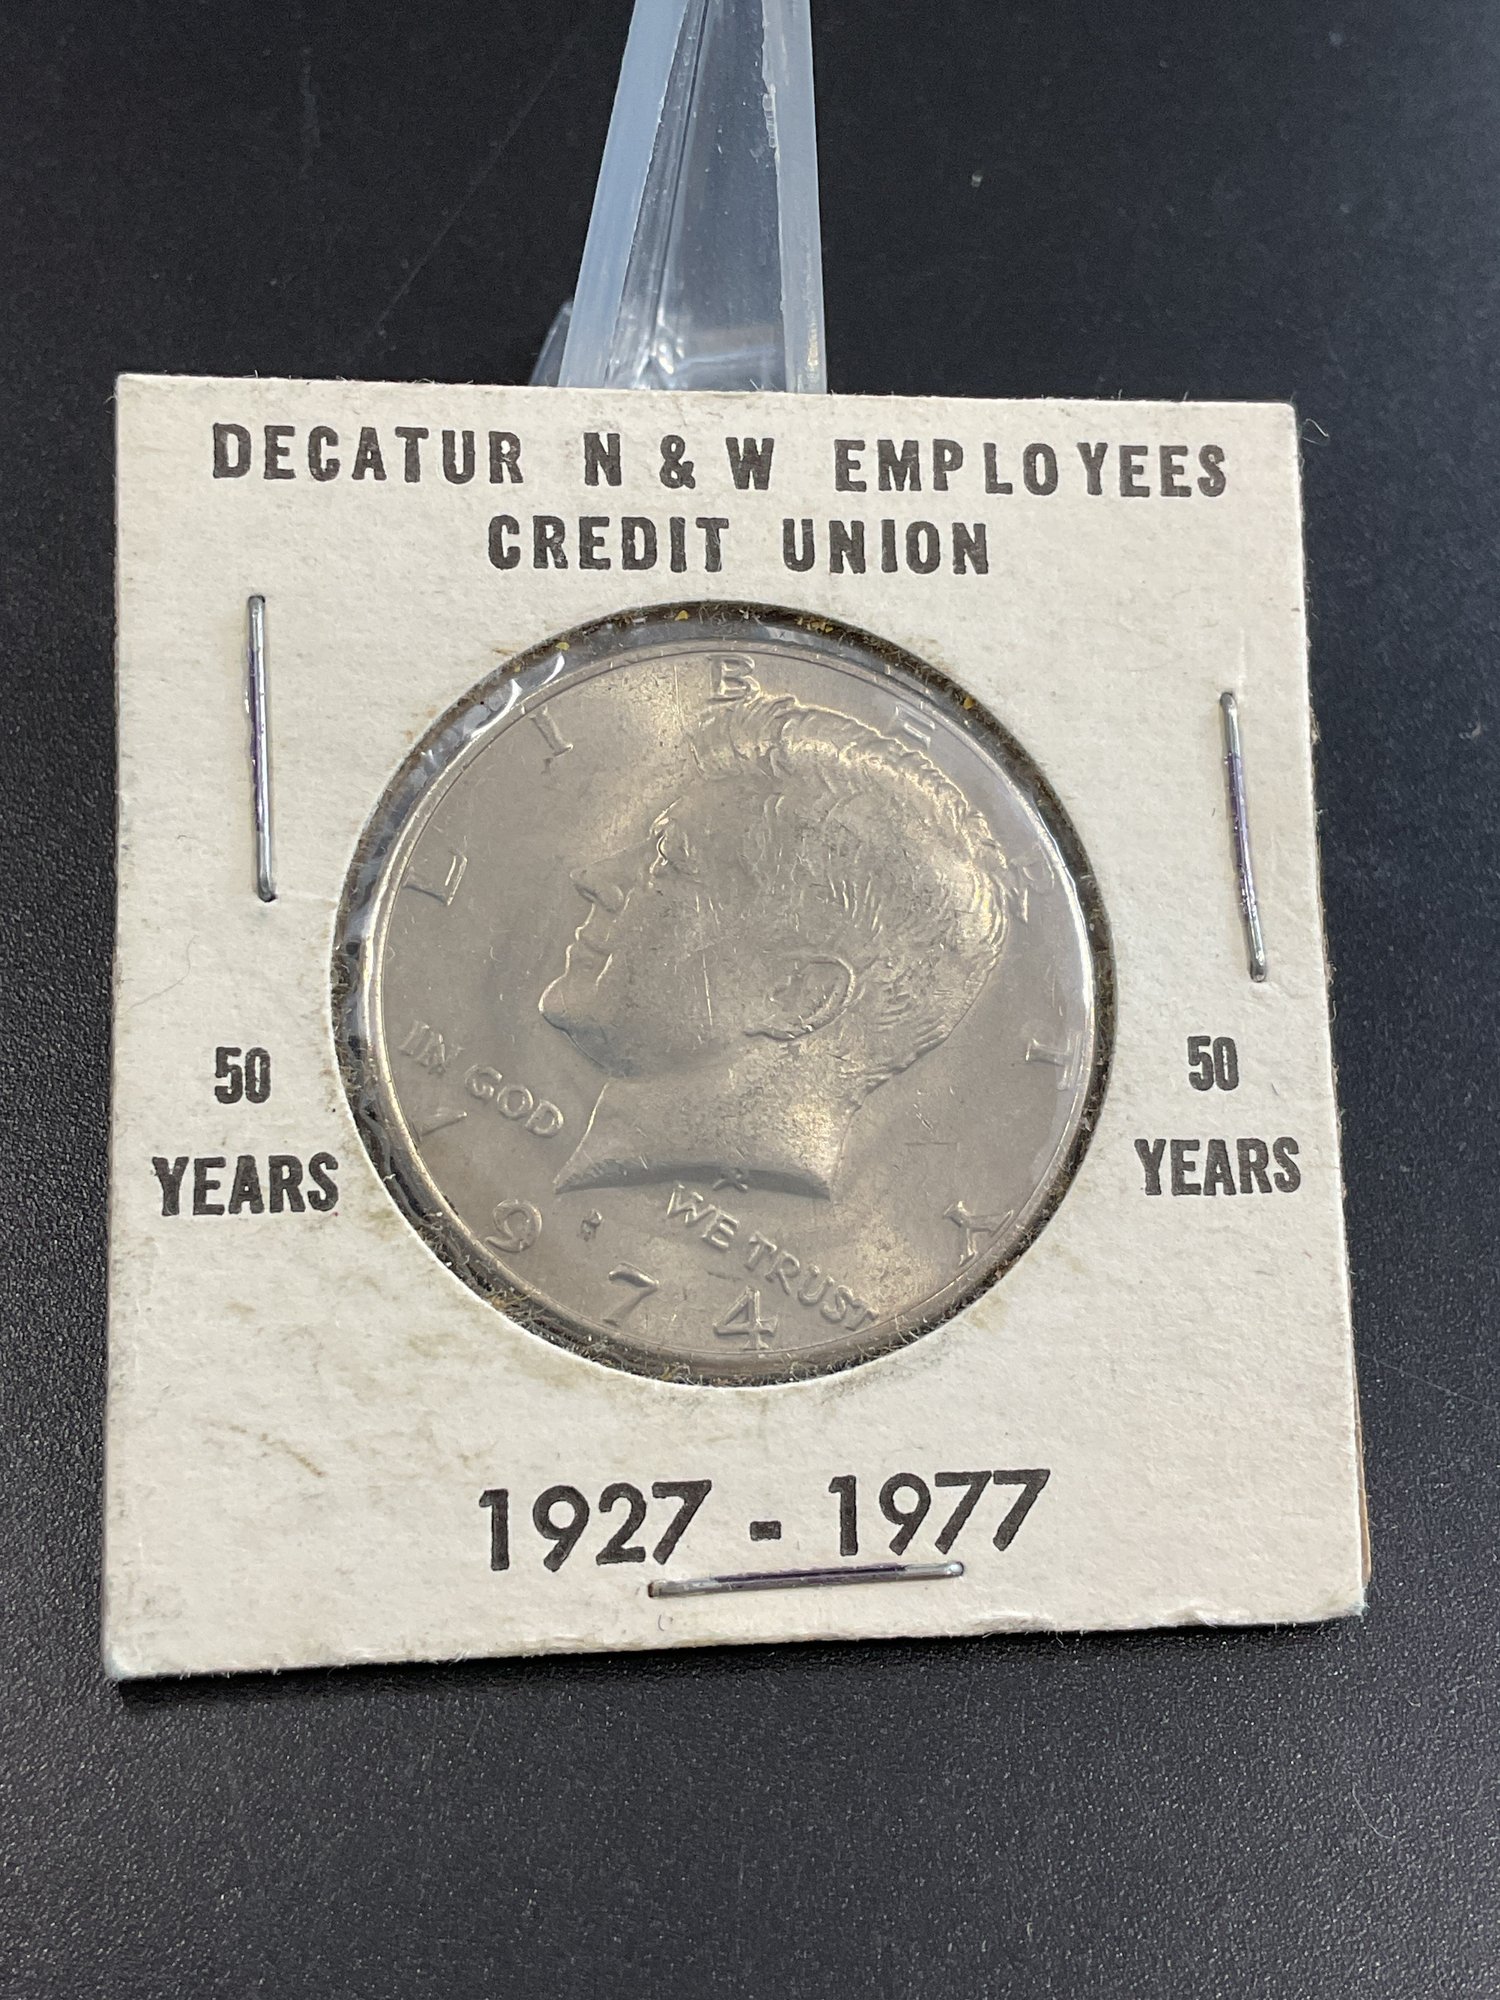 DECATUR N & W EMPLOYEES
CREDIT UNION
LIBERTY
IN GOD
WE TRUST
1974
50
YEARS
50
YEARS
1927 - 1977